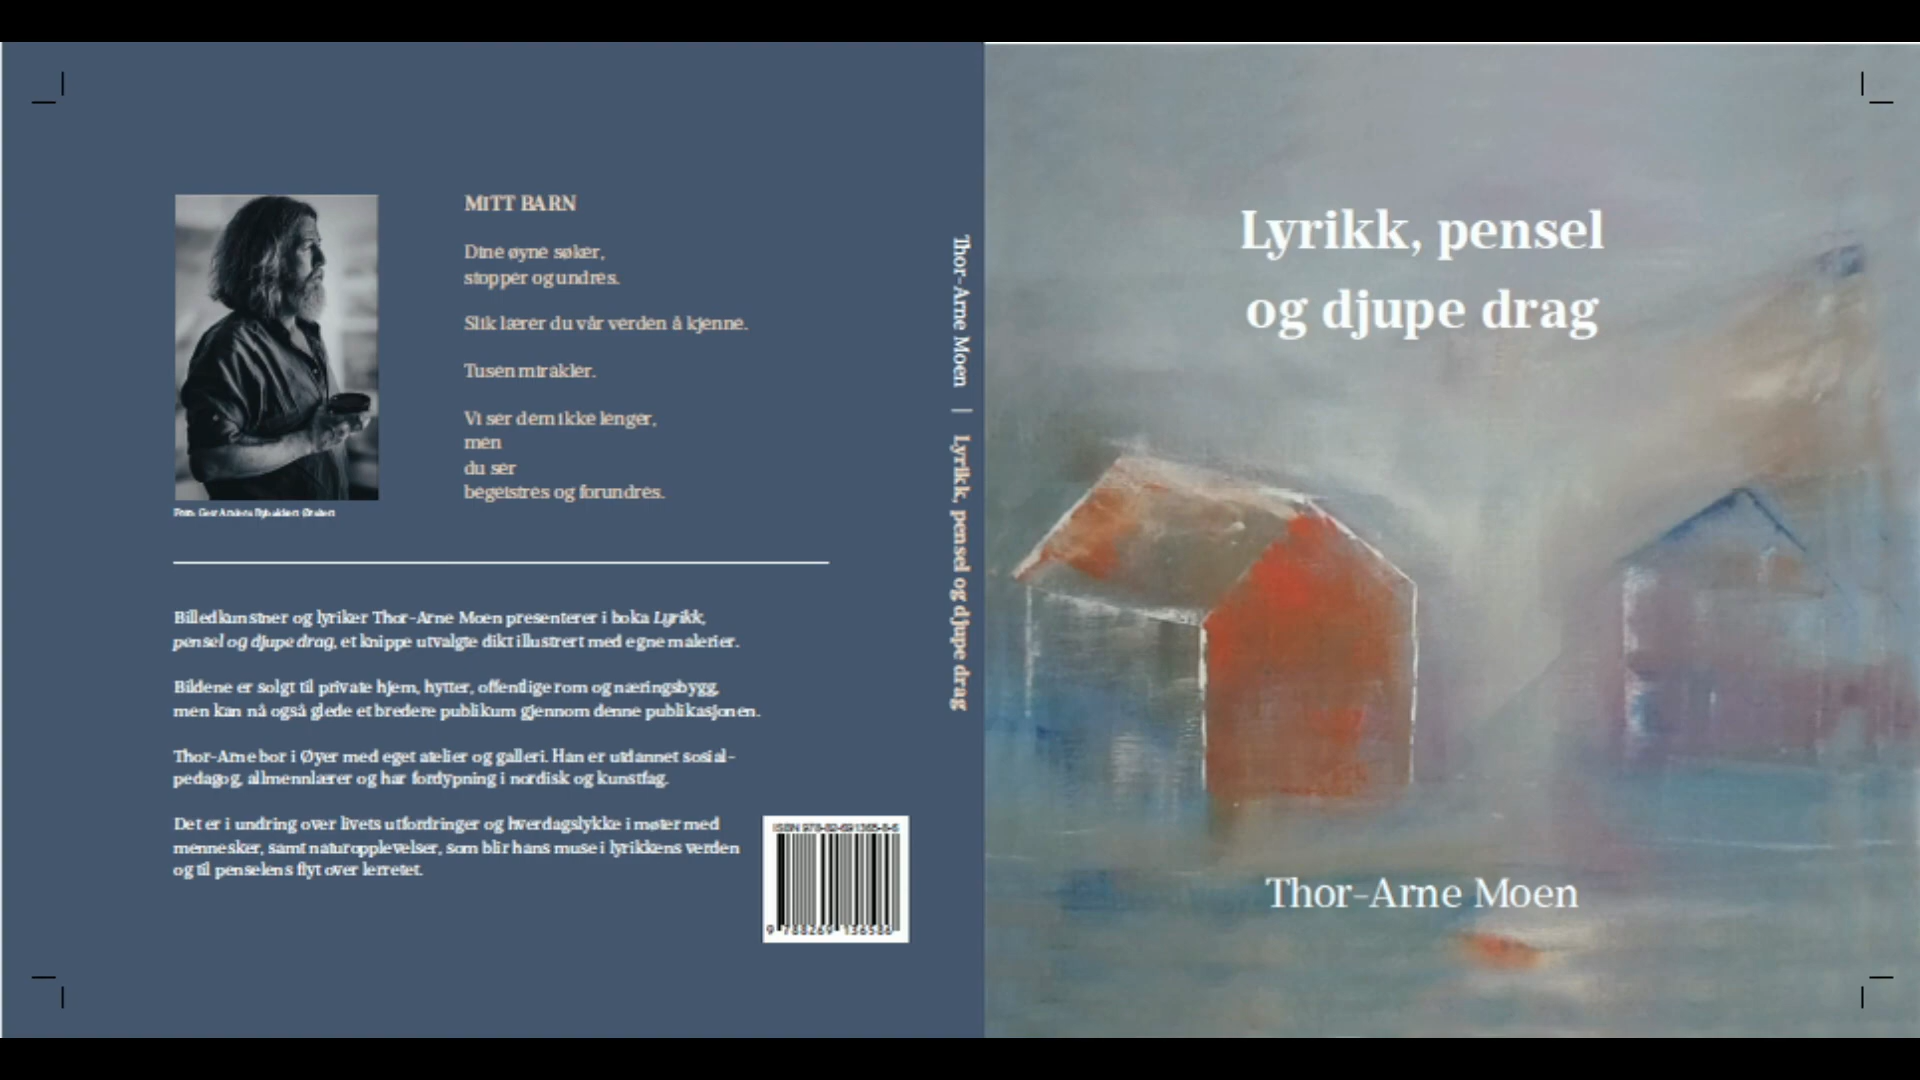 MITT BARN
Dine øyne søker,
stopper og undres.
Slik lærer du vår verden å kjenne.
Tusen mirakler.
Vi ser dem ikke lenger,
men
du ser
begeistres og forundres.
Billedkunstner og lyriker Thor-Arne Moen presenterer i boka Lyrikk,
pensel og djupe drag, et knippe utvalgte dikt illustrert med egne malerier.
Bildene er solgt til private hjem, hytter, offentlige rom og næringsbygg,
men kan nå også glede et bredere publikum gjennom denne publikasjonen.
Thor-Arne bor i Øyer med eget atelier og galleri. Han er utdannet sosial-
pedagog, allmennlærer og har fordypning i nordisk og kunstfag.
Det er i undring over livets utfordringer og hverdagslykke i møter med
mennesker, samt naturopplevelser, som blir hans muse i lyrikkens verden
og til penselens flyt over lerretet.
Thor-Arne Moen | Lyrikk, pensel og djupe drag
Lyrikk, pensel
og djupe drag
Thor-Arne Moen